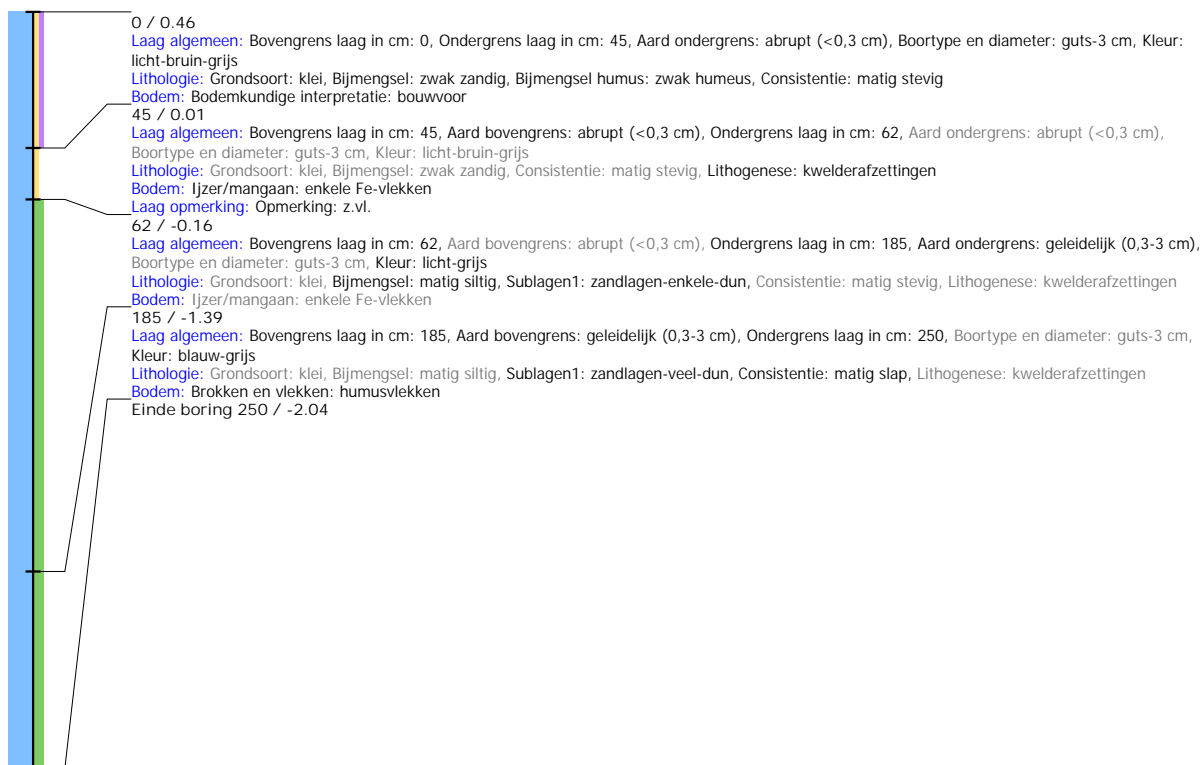 0 / 0.46
Laag algemeen: Bovengrens laag in cm: 0, Ondergrens laag in cm: 45, Aard ondergrens: abrupt (<0,3 cm), Boortype en diameter: guts-3 cm, Kleur:
licht-bruin-grijs
Lithologie: Grondsoort: klei, Bijmengsel: zwak zandig, Bijmengsel humus: zwak humeus, Consistentie: matig stevig
Bodem: Bodemkundige interpretatie: bouwvoor
45 / 0.01
Laag algemeen: Bovengrens laag in cm: 45, Aard bovengrens: abrupt (<0,3 cm), Ondergrens laag in cm: 62, Aard ondergrens: abrupt (<0,3 cm),
Boortype en diameter: guts-3 cm, Kleur: licht-bruin-grijs
Lithologie: Grondsoort: klei, Bijmengsel: zwak zandig, Consistentie: matig stevig, Lithogenese: kwelderafzettingen
Bodem: Ijzer/mangaan: enkele Fe-vlekken
Laag opmerking: Opmerking: z.vl.
62 / -0.16
Laag algemeen: Bovengrens laag in cm: 62, Aard bovengrens: abrupt (<0,3 cm), Ondergrens laag in cm: 185, Aard ondergrens: geleidelijk (0,3-3 cm),
Boortype en diameter: guts-3 cm, Kleur: licht-grijs
Lithologie: Grondsoort: klei, Bijmengsel: matig siltig, Sublagen1: zandlagen-enkele-dun, Consistentie: matig stevig, Lithogenese: kwelderafzettingen
Bodem: Ijzer/mangaan: enkele Fe-vlekken
185 / -1.39
Laag algemeen: Bovengrens laag in cm: 185, Aard bovengrens: geleidelijk (0,3-3 cm), Ondergrens laag in cm: 250, Boortype en diameter: guts-3 cm,
Kleur: blauw-grijs
Lithologie: Grondsoort: klei, Bijmengsel: matig siltig, Sublagen1: zandlagen-veel-dun, Consistentie: matig slap, Lithogenese: kwelderafzettingen
Bodem: Brokken en vlekken: humusvlekken
Einde boring 250 / -2.04